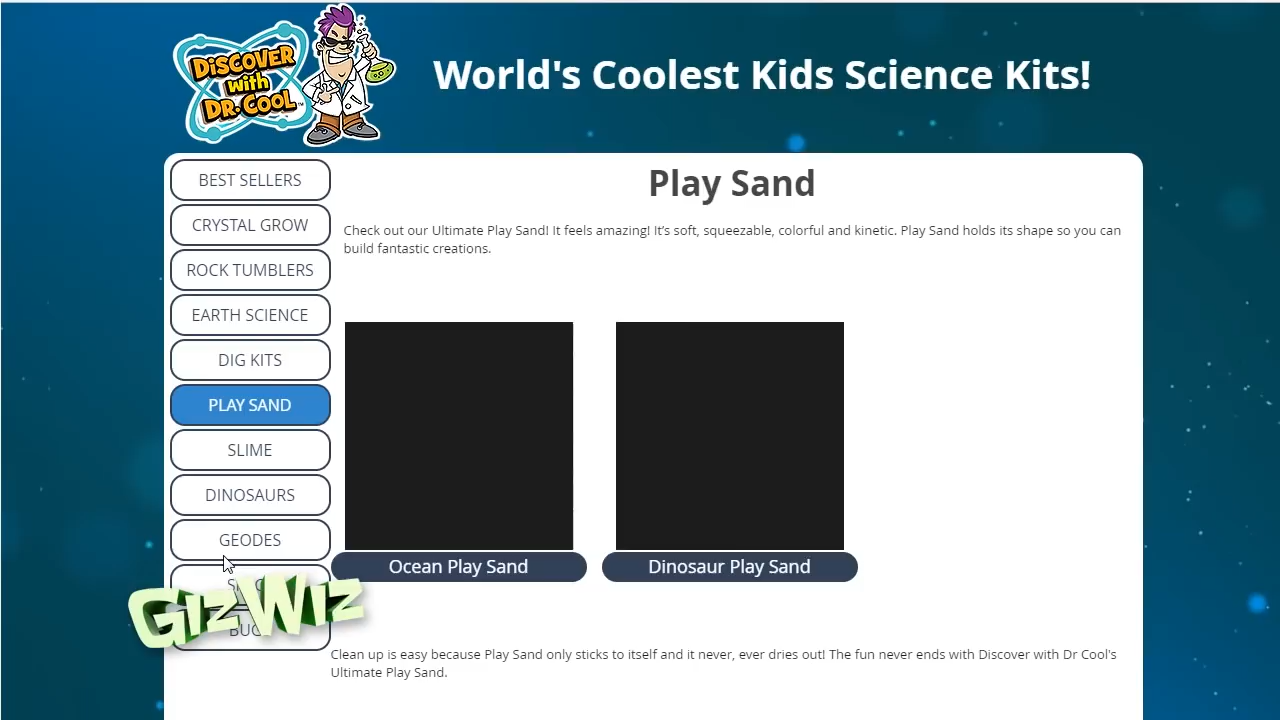 DISCOVER
with
DR. COOL™
World's Coolest Kids Science Kits!
BEST SELLERS
CRYSTAL GROW
ROCK TUMBLERS
EARTH SCIENCE
DIG KITS
PLAY SAND
SLIME
DINOSAURS
GEODES
GIZWIZ
Play Sand
Check out our Ultimate Play Sand! It feels amazing! It’s soft, squeezable, colorful and kinetic. Play Sand holds its shape so you can
build fantastic creations.
Ocean Play Sand
Dinosaur Play Sand
Clean up is easy because Play Sand only sticks to itself and it never, ever dries out! The fun never ends with Discover with Dr Cool's
Ultimate Play Sand.